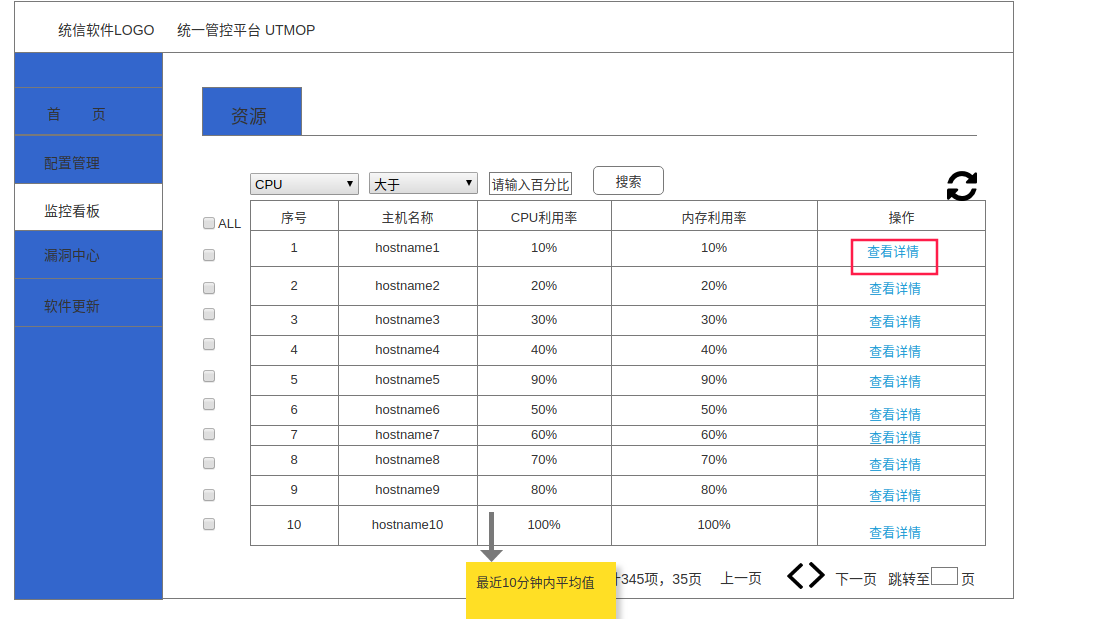 统信软件LOGO 统一管控平台 UTMOP
首 页
配置管理
监控看板
漏洞中心
软件更新
资源
CPU 大于 请输入百分比 搜索
ALL 序号 主机名称 CPU利用率 内存利用率 操作
1 hostname1 10% 10% 查看详情
2 hostname2 20% 20% 查看详情
3 hostname3 30% 30% 查看详情
4 hostname4 40% 40% 查看详情
5 hostname5 90% 90% 查看详情
6 hostname6 50% 50% 查看详情
7 hostname7 60% 60% 查看详情
8 hostname8 70% 70% 查看详情
9 hostname9 80% 80% 查看详情
10 hostname10 100% 100% 查看详情
最近10分钟内平均值
345项，35页 上一页 下一页 跳转至 页